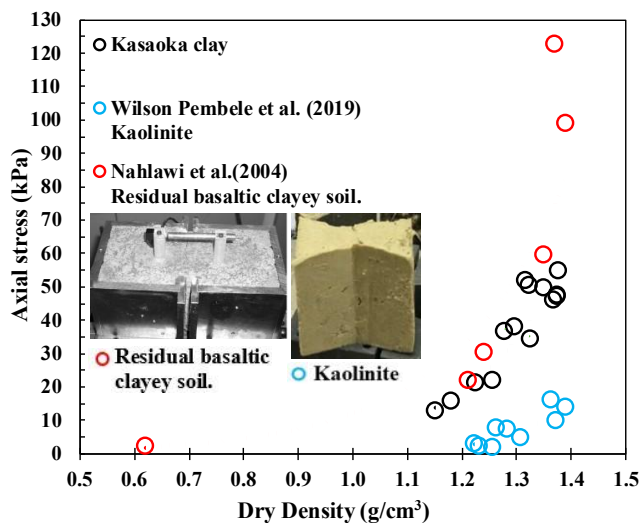 130
120
110
100
90
80
70
60
50
40
30
20
10
0
Axial stress (kPa)
Kasaoka clay
Wilson Pembele et al. (2019)
Kaolinite
Nahlawi et al.(2004)
Residual basaltic clayey soil.
Residual basaltic
clayey soil.
Kaolinite
0.5 0.6 0.7 0.8 0.9 1.0 1.1 1.2 1.3 1.4 1.5
Dry Density (g/cm³)